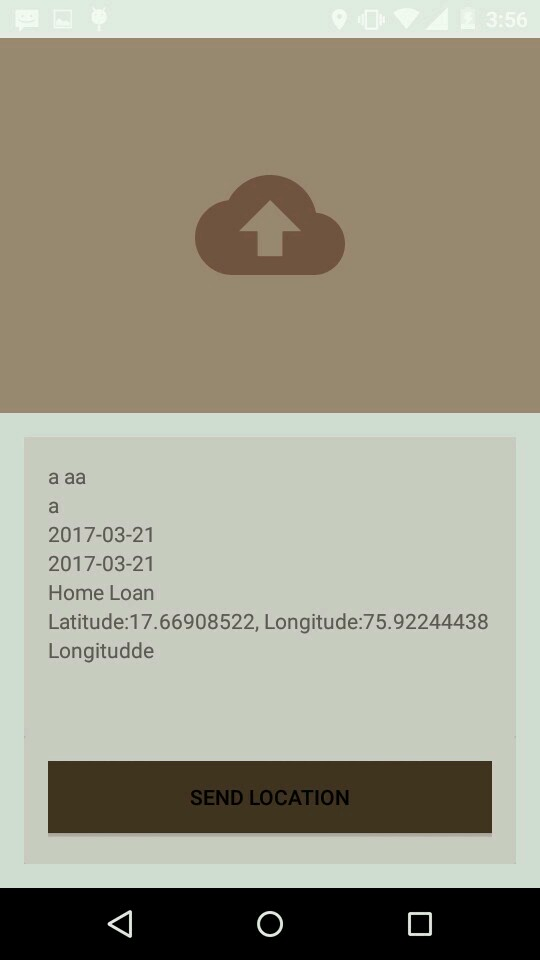 3:56
a aa
a
2017-03-21
2017-03-21
Home Loan
Latitude:17.66908522, Longitude:75.92244438
Longitudde
SEND LOCATION